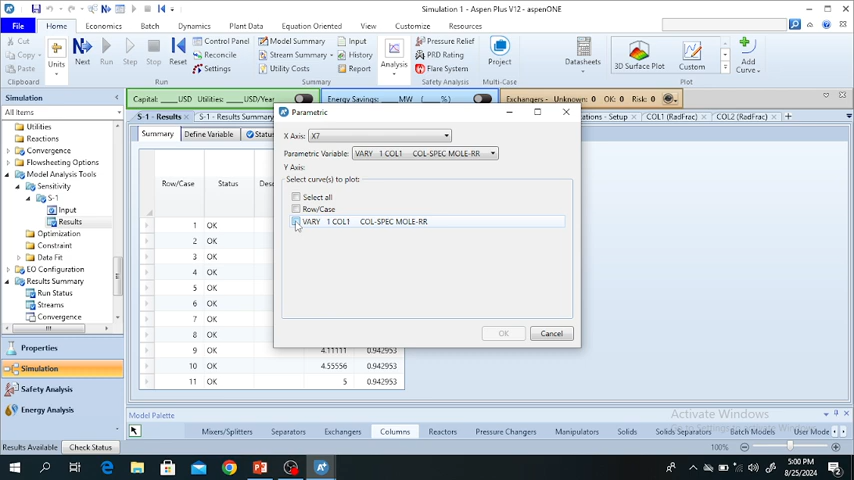 Simulation 1 - Aspen Plus V12 - aspenONE
File Home Economics Batch Dynamics Plant Data Equation Oriented View Customize Resources
Cut Copy Paste Clipboard
Units Units
Next Run Step Stop Reset Control Panel Reconcile Settings Run
Model Summary Stream Summary Utility Costs Input History Report Summary
Analysis Pressure Relief PRD Rating Flare System Safety
Project Multi-Case
Datasheets
3D Surface Plot Custom Add Curve Plot
Capital: USD Utilities: USD/Year
Energy Savings: MW ( %)
Exchangers - Unknown: 0 OK: 0 Risk: 0
Simulation
All Items
Utilities
Reactions
Convergence
Flowsheeting Options
Model Analysis Tools
Sensitivity
S-1
Input
Results
Optimization
Constraint
Data Fit
EO Configuration
Results Summary
Run Status
Streams
Convergence
Properties
Simulation
Safety Analysis
Energy Analysis
S-1 - Results
S-1 - Results Summary
ations - Setup
COL1 (RadFrac)
COL2 (RadFrac)
Summary Define Variable Status
Row/Case Status
1 OK
2 OK
3 OK
4 OK
5 OK
6 OK
7 OK
8 OK
9 OK 4.11111 0.942953
10 OK 4.55556 0.942953
11 OK 5 0.942953
Parametric
X Axis: X7
Parametric Variable: VARY 1 COL1 COL-SPEC MOLE-RR
Y Axis:
Select curve(s) to plot:
Select all
Row/Case
VARY 1 COL1 COL-SPEC MOLE-RR
OK Cancel
Model Palette
Mixers/Splitters Separators Exchangers Columns Reactors Pressure Changers Manipulators Solids Solids Separators Batch Models User Mode
Activate Windows
Results Available Check Status
100%
5:00 PM
8/25/2024